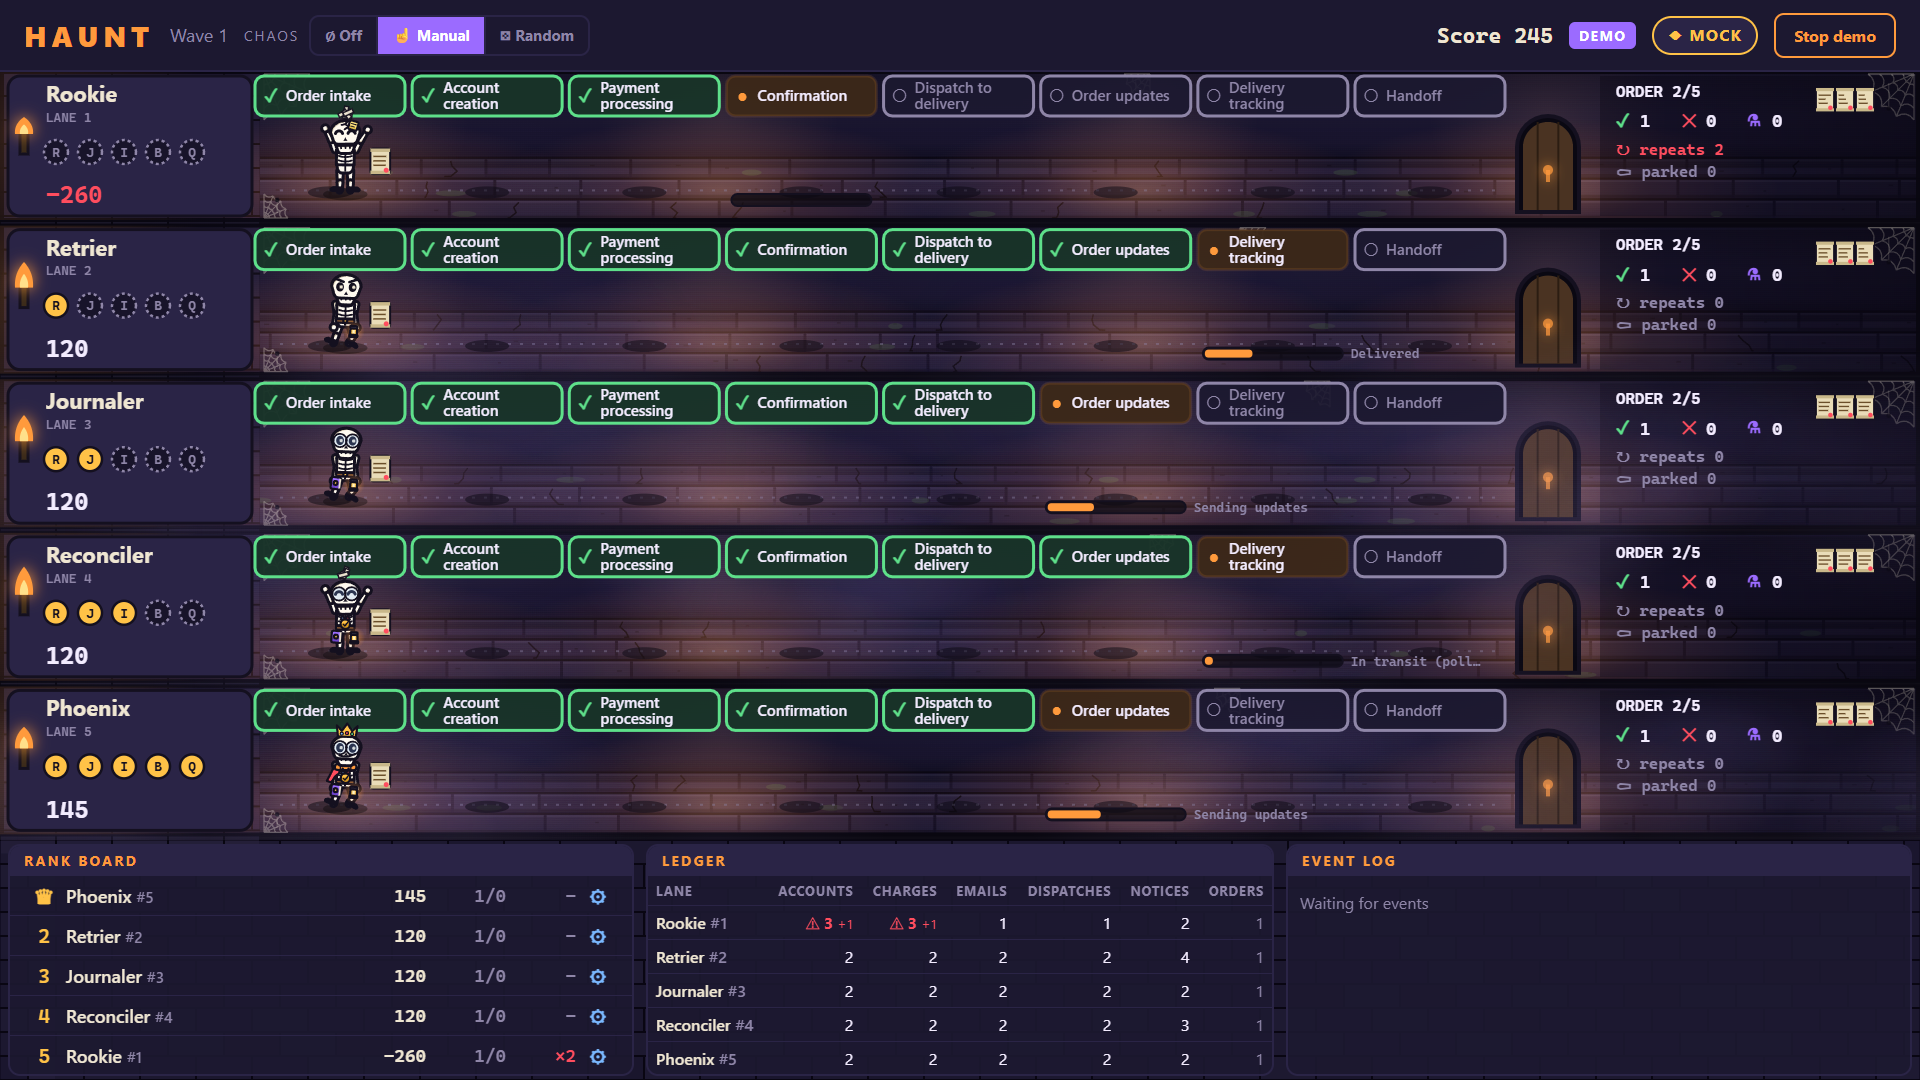 HAUNT Wave 1 CHAOS Ø Off Manual Random Score 245 DEMO MOCK Stop demo
Rookie
LANE 1
R J I B Q
−260
Order intake
Account creation
Payment processing
Confirmation
Dispatch to delivery
Order updates
Delivery tracking
Handoff
ORDER 2/5
✓ 1 ✕ 0 0
↻ repeats 2
parked 0
Retrier
LANE 2
R J I B Q
120
Order intake
Account creation
Payment processing
Confirmation
Dispatch to delivery
Order updates
Delivery tracking
Handoff
Delivered
ORDER 2/5
✓ 1 ✕ 0 0
↻ repeats 0
parked 0
Journaler
LANE 3
R J I B Q
120
Order intake
Account creation
Payment processing
Confirmation
Dispatch to delivery
Order updates
Delivery tracking
Handoff
Sending updates
ORDER 2/5
✓ 1 ✕ 0 0
↻ repeats 0
parked 0
Reconciler
LANE 4
R J I B Q
120
Order intake
Account creation
Payment processing
Confirmation
Dispatch to delivery
Order updates
Delivery tracking
Handoff
In transit (poll…
ORDER 2/5
✓ 1 ✕ 0 0
↻ repeats 0
parked 0
Phoenix
LANE 5
R J I B Q
145
Order intake
Account creation
Payment processing
Confirmation
Dispatch to delivery
Order updates
Delivery tracking
Handoff
Sending updates
ORDER 2/5
✓ 1 ✕ 0 0
↻ repeats 0
parked 0
RANK BOARD
Phoenix #5 145 1/0 –
2 Retrier #2 120 1/0 –
3 Journaler #3 120 1/0 –
4 Reconciler #4 120 1/0 –
5 Rookie #1 −260 1/0 ×2
LEDGER
LANE ACCOUNTS CHARGES EMAILS DISPATCHES NOTICES ORDERS
Rookie #1 ⚠ 3 +1 ⚠ 3 +1 1 1 2 1
Retrier #2 2 2 2 2 4 1
Journaler #3 2 2 2 2 2 1
Reconciler #4 2 2 2 2 3 1
Phoenix #5 2 2 2 2 2 1
EVENT LOG
Waiting for events